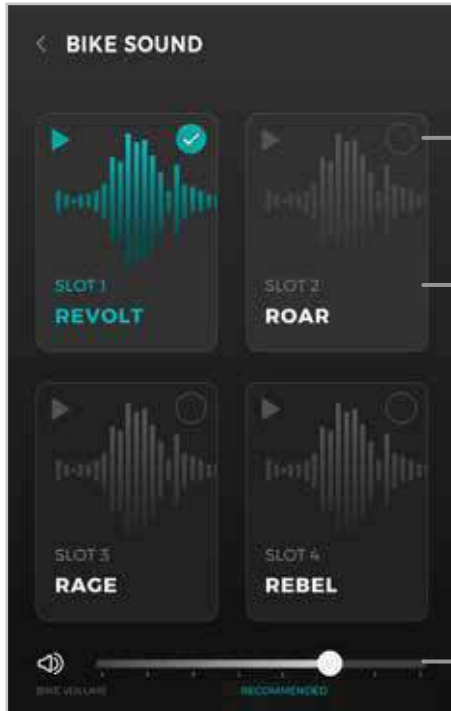 BIKE SOUND
SLOT 1
REVOLT
SLOT 2
ROAR
SLOT 3
RAGE
SLOT 4
REBEL
BIKE VOLUME
RECOMMENDED